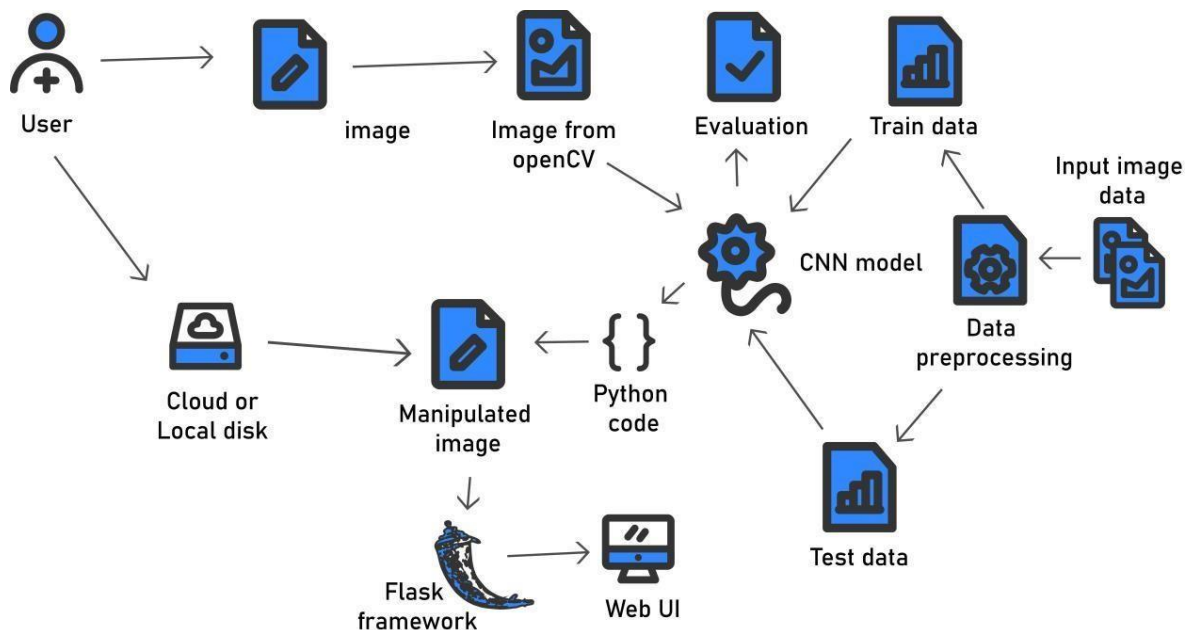 User
image
Image from
openCV
Evaluation
Train data
Input image
data
CNN model
Data
preprocessing
Cloud or
Local disk
Manipulated
image
{ }
Python
code
Test data
Flask
framework
Web UI